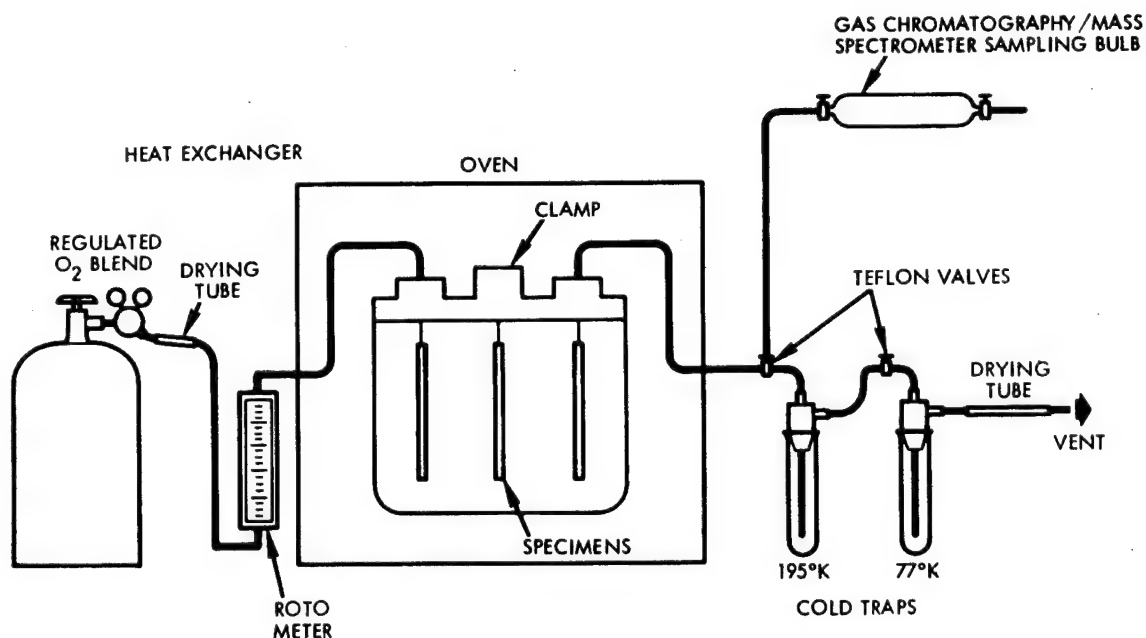 GAS CHROMATOGRAPHY/MASS
SPECTROMETER SAMPLING BULB
HEAT EXCHANGER
OVEN
CLAMP
REGULATED
O₂ BLEND
DRYING
TUBE
TEFLON VALVES
DRYING
TUBE
VENT
SPECIMENS
195°K
77°K
COLD TRAPS
ROTO
METER